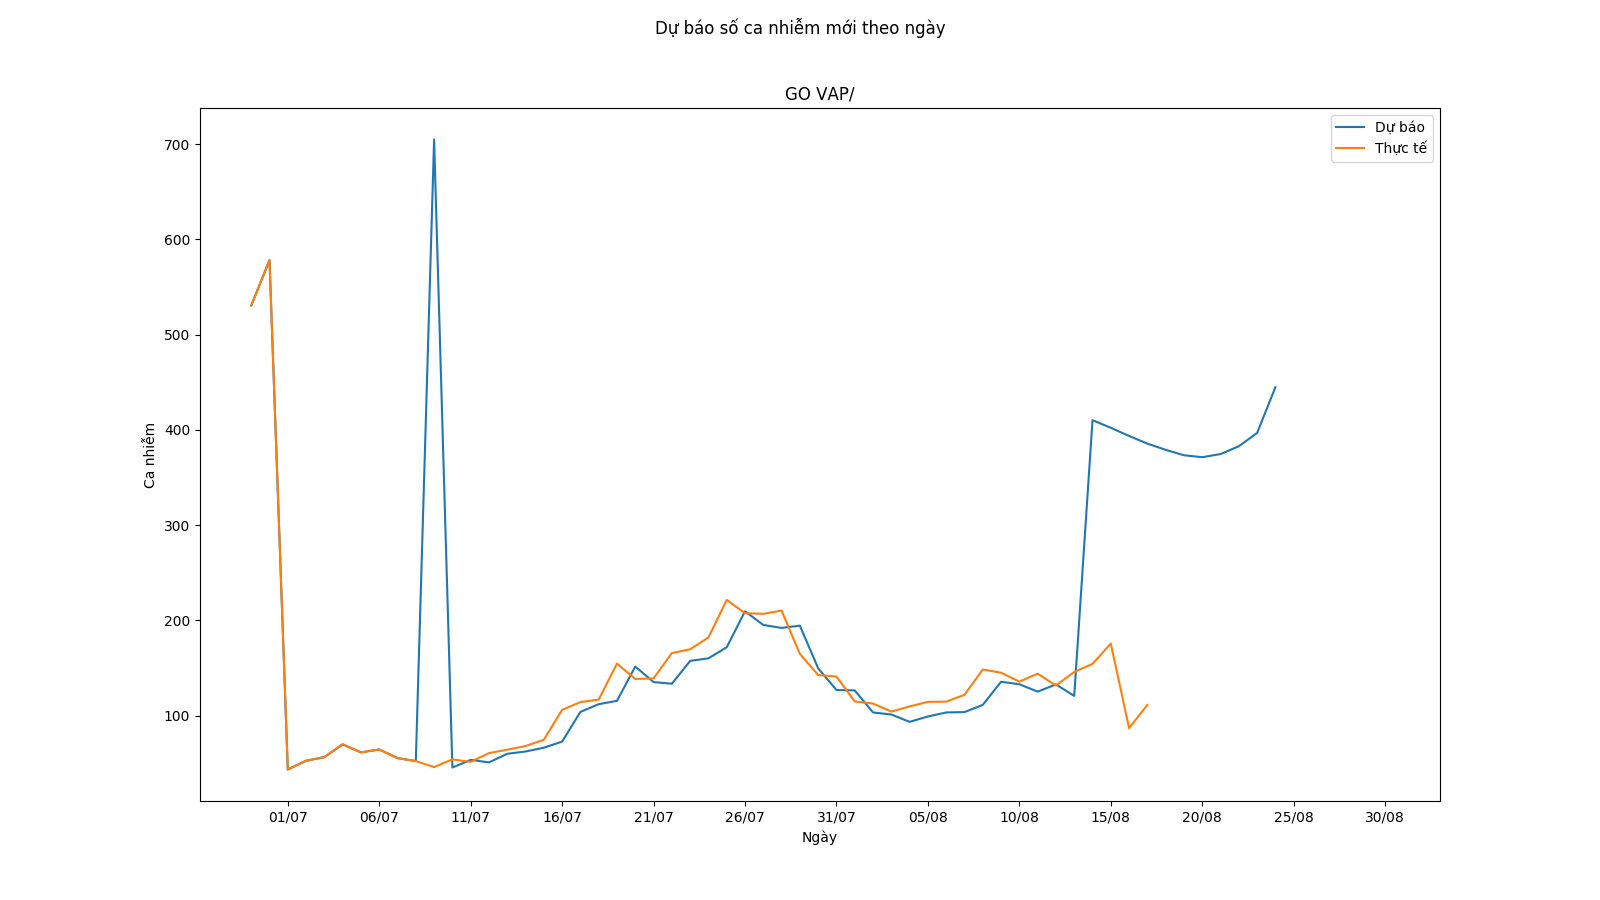 Dự báo số ca nhiễm mới theo ngày
GO VAP/
Dự báo
Thực tế
700
600
500
400
300
200
100
Ca nhiễm
01/07 06/07 11/07 16/07 21/07 26/07 31/07 05/08 10/08 15/08 20/08 25/08 30/08
Ngày